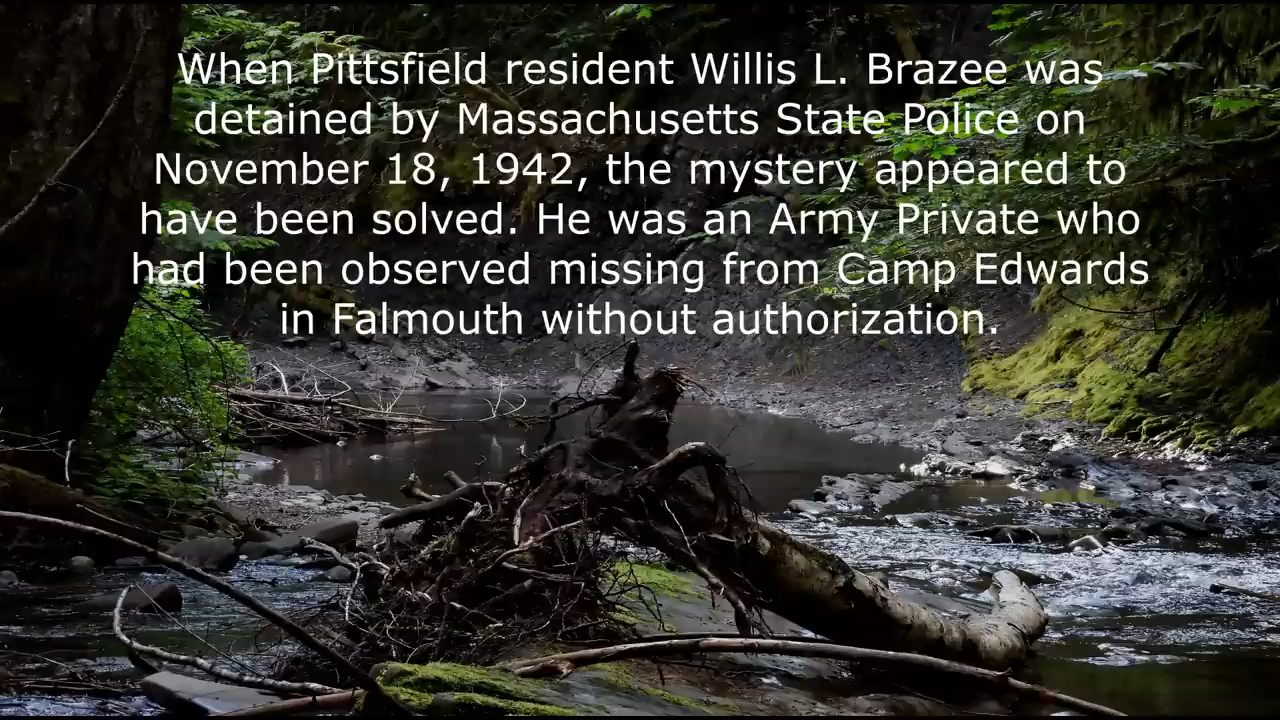 When Pittsfield resident Willis L. Brazee was
detained by Massachusetts State Police on
November 18, 1942, the mystery appeared to
have been solved. He was an Army Private who
had been observed missing from Camp Edwards
in Falmouth without authorization.